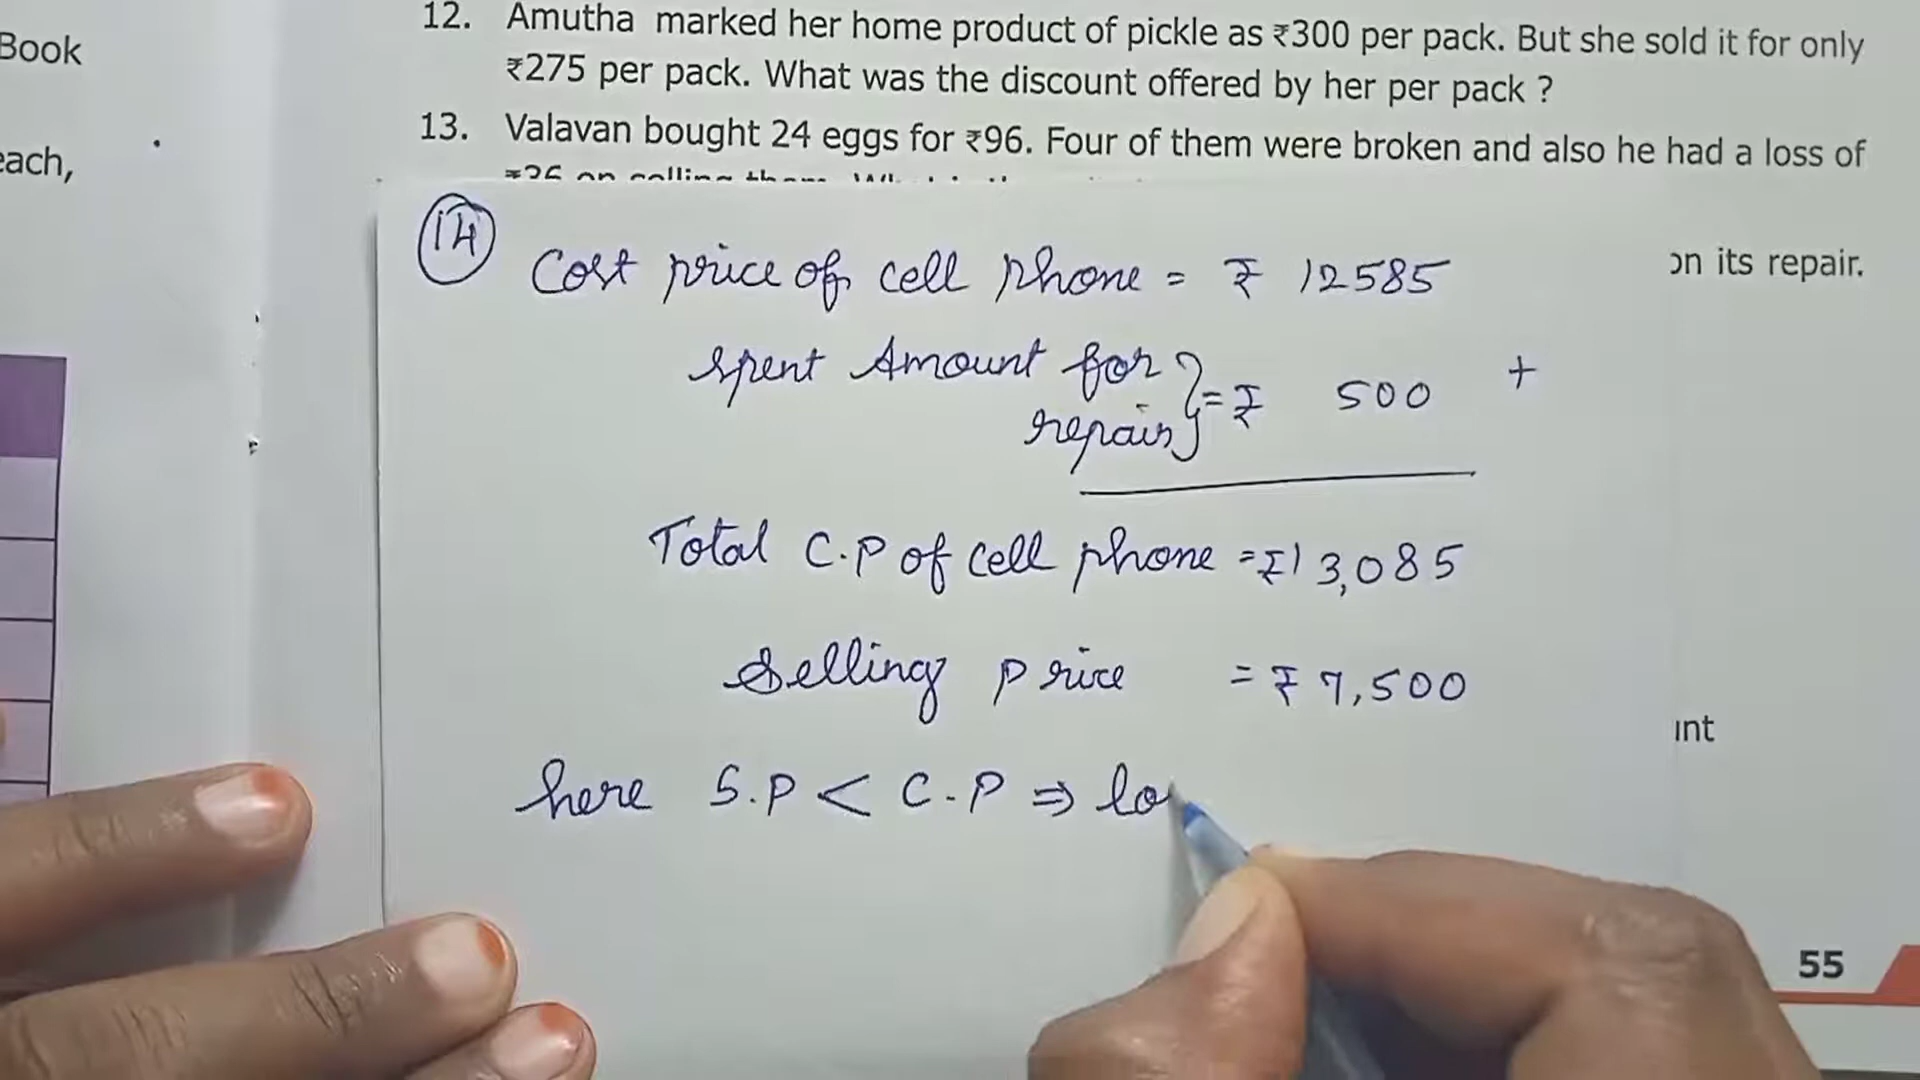 Book
each,
12. Amutha marked her home product of pickle as ₹300 per pack. But she sold it for only
₹275 per pack. What was the discount offered by her per pack ?
13. Valavan bought 24 eggs for ₹96. Four of them were broken and also he had a loss of
on its repair.
14
Cost price of cell phone = ₹ 12585
Spent Amount for
repair } = ₹ 500 +
Total C.P of cell phone = ₹13,085
Selling price = ₹7,500
here S.P < C.P ⇒ lo
int
55